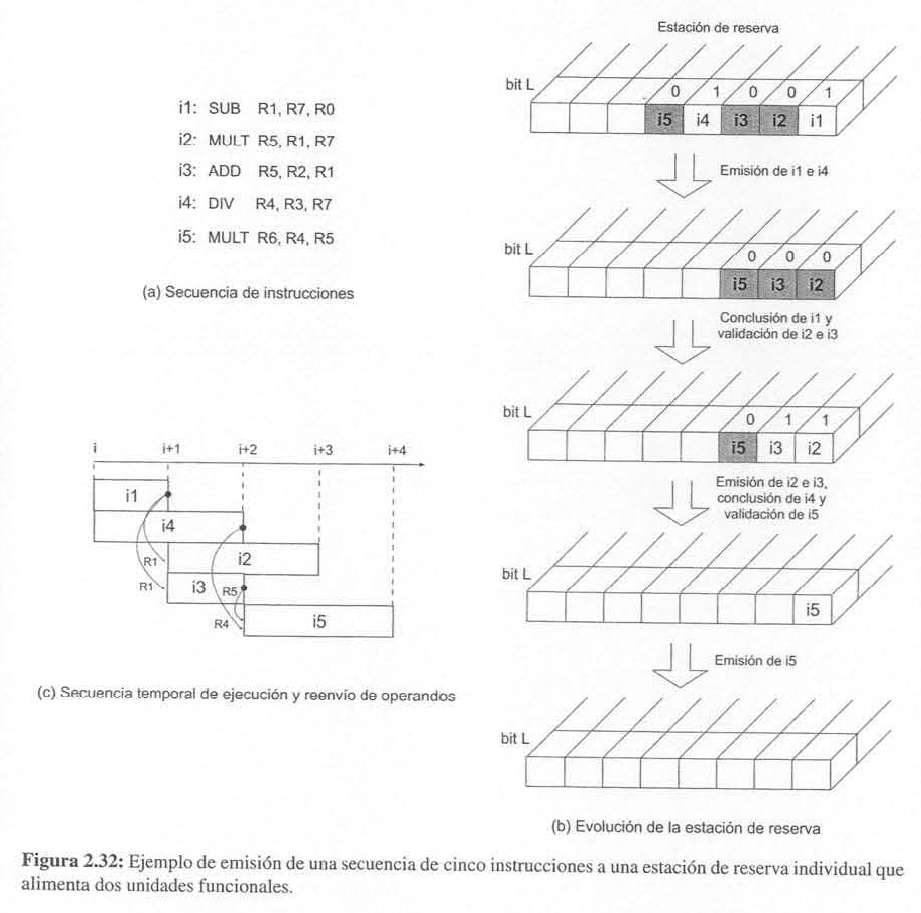 Estación de reserva
bit L
0 1 0 0 1
i5 i4 i3 i2 i1
i1: SUB R1, R7, R0
i2: MULT R5, R1, R7
i3: ADD R5, R2, R1
i4: DIV R4, R3, R7
i5: MULT R6, R4, R5
(a) Secuencia de instrucciones
Emisión de i1 e i4
bit L
0 0 0
i5 i3 i2
Conclusión de i1 y
validación de i2 e i3
bit L
0 1 1
i5 i3 i2
Emisión de i2 e i3,
conclusión de i4 y
validación de i5
bit L
i5
Emisión de i5
bit L
(b) Evolución de la estación de reserva
i i+1 i+2 i+3 i+4
i1
i4
R1 i2
R1 i3 R5
R4 i5
(c) Secuencia temporal de ejecución y reenvío de operandos
Figura 2.32: Ejemplo de emisión de una secuencia de cinco instrucciones a una estación de reserva individual que
alimenta dos unidades funcionales.